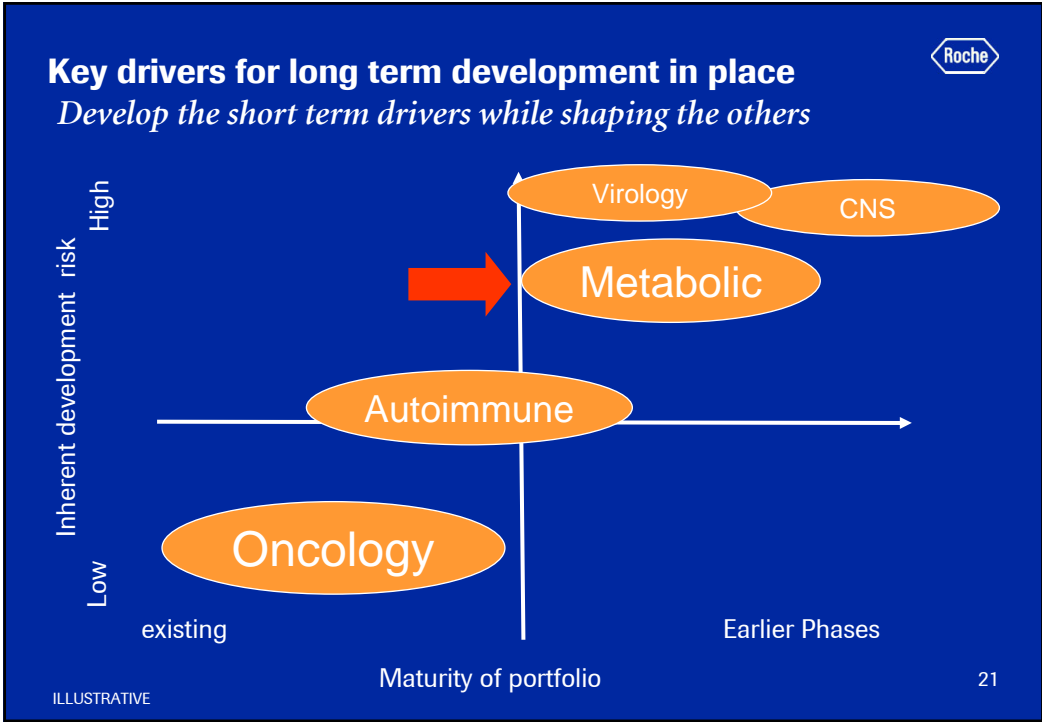 Key drivers for long term development in place
Roche
Develop the short term drivers while shaping the others
High
Virology
CNS
Inherent development risk
Metabolic
Autoimmune
Oncology
Low
existing
Earlier Phases
Maturity of portfolio
21
ILLUSTRATIVE